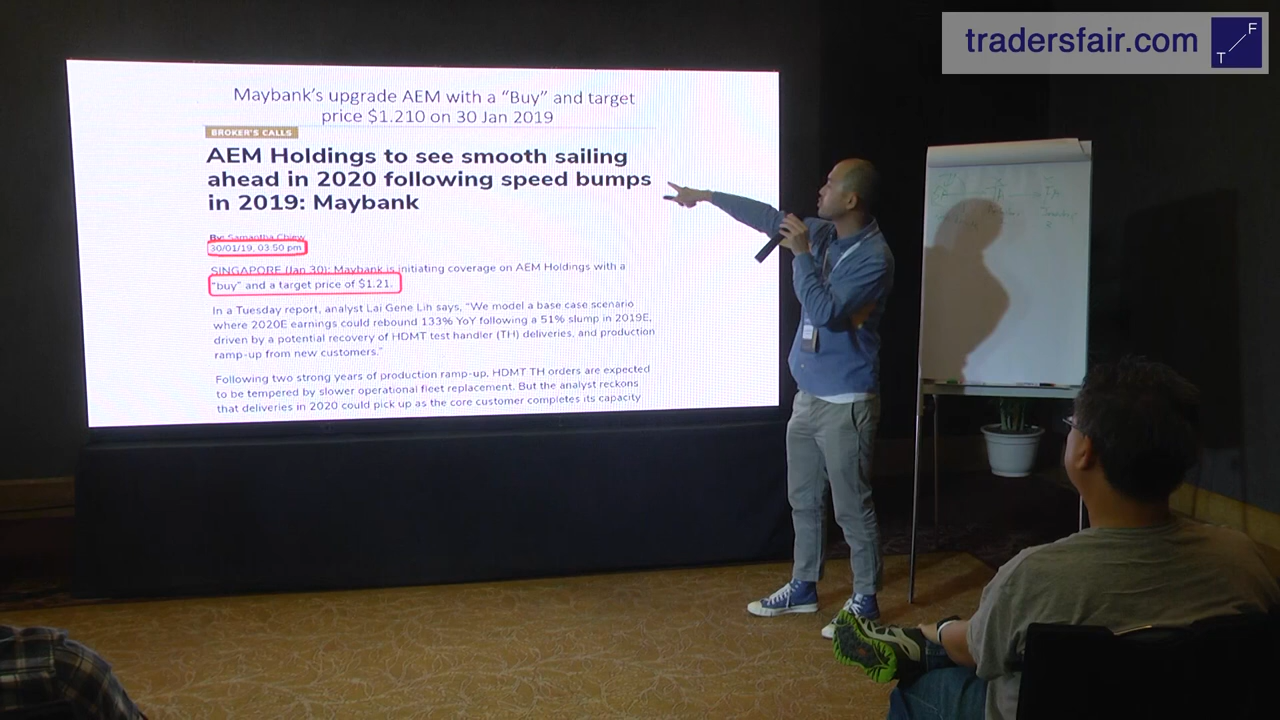 tradersfair.com
F
T
Maybank's upgrade AEM with a “Buy” and target
price $1.210 on 30 Jan 2019
BROKER'S CALLS
AEM Holdings to see smooth sailing
ahead in 2020 following speed bumps
in 2019: Maybank
By: Samantha Chiew
30/01/19, 03.50 pm
SINGAPORE (Jan 30): Maybank is initiating coverage on AEM Holdings with a
“buy” and a target price of $1.21.
In a Tuesday report, analyst Lai Gene Lih says, “We model a base case scenario
where 2020E earnings could rebound 133% YoY following a 51% slump in 2019E,
driven by a potential recovery of HDMT test handler (TH) deliveries, and production
ramp-up from new customers.”
Following two strong years of production ramp-up, HDMT TH orders are expected
to be tempered by slower operational fleet replacement. But the analyst reckons
that deliveries in 2020 could pick up as the core customer completes its capacity